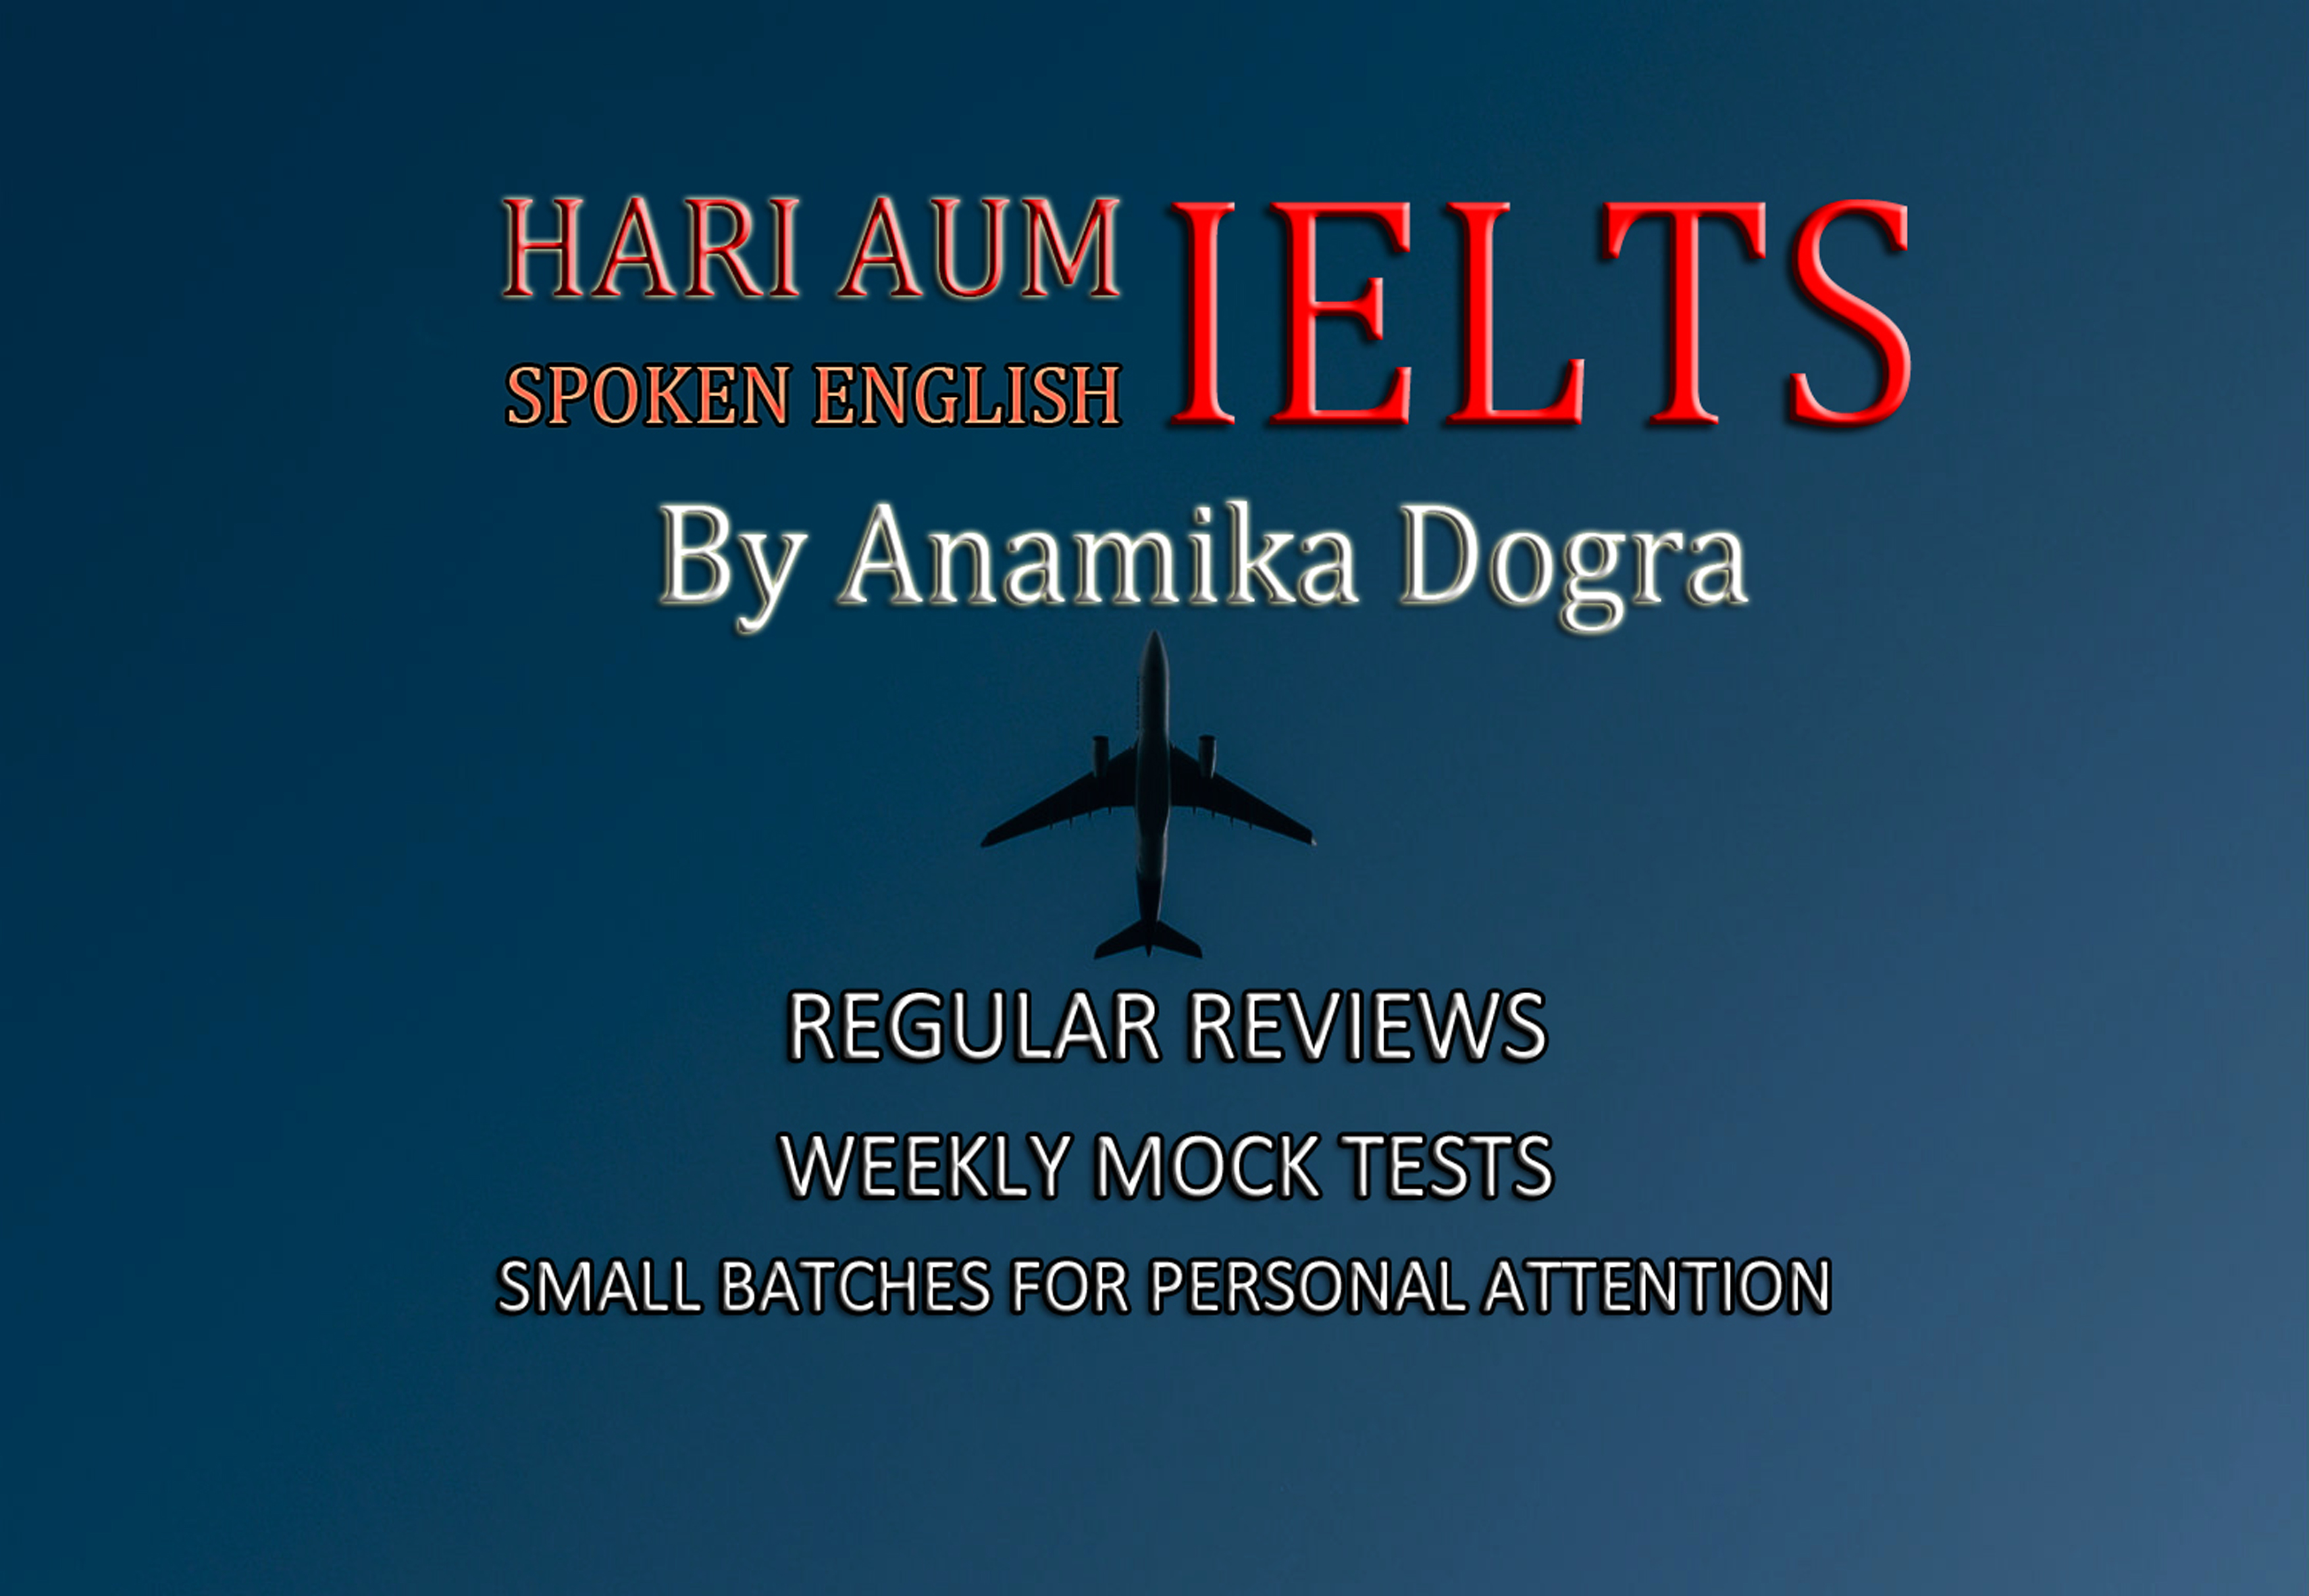 HARI AUM IELTS
SPOKEN ENGLISH
By Anamika Dogra
REGULAR REVIEWS
WEEKLY MOCK TESTS
SMALL BATCHES FOR PERSONAL ATTENTION